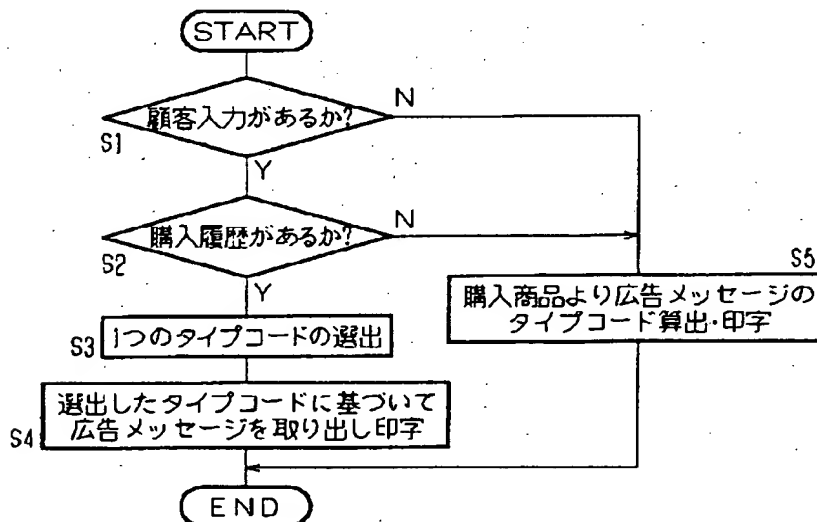 START
顧客入力があるか?
N
S1
Y
購入履歴があるか?
N
S2
Y
S5
購入商品より広告メッセージの
タイプコード算出・印字
S3
1つのタイプコードの選出
選出したタイプコードに基づいて
広告メッセージを取り出し印字
S4
END